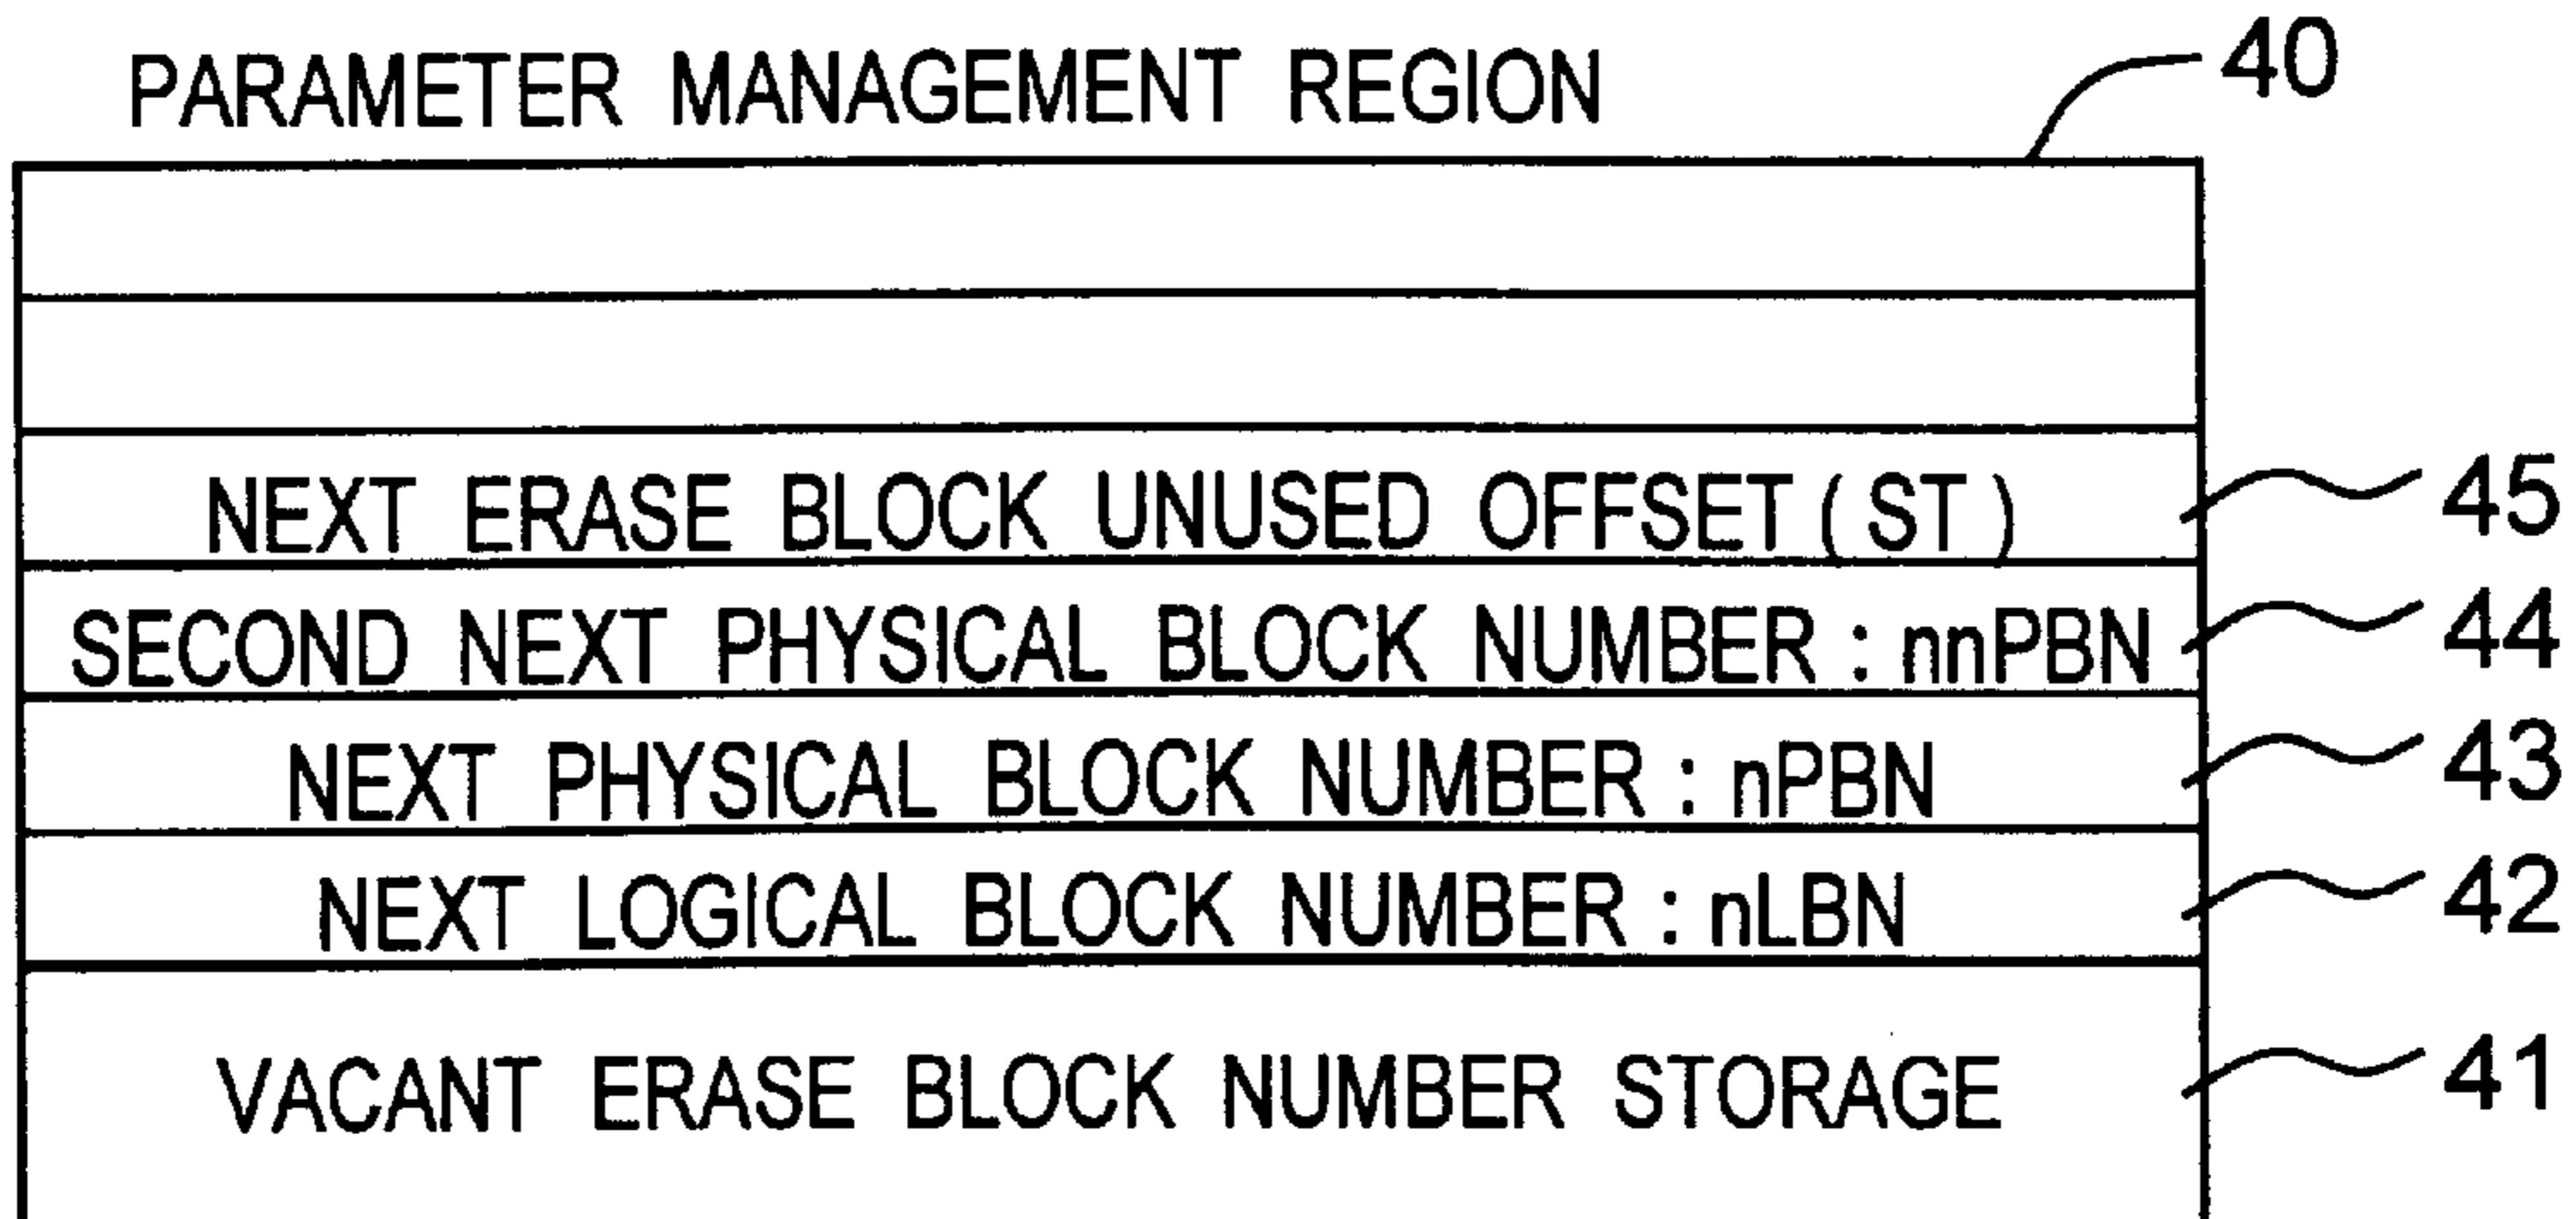 PARAMETER MANAGEMENT REGION 40
NEXT ERASE BLOCK UNUSED OFFSET ( ST ) 45
SECOND NEXT PHYSICAL BLOCK NUMBER : nnPBN 44
NEXT PHYSICAL BLOCK NUMBER : nPBN 43
NEXT LOGICAL BLOCK NUMBER : nLBN 42
VACANT ERASE BLOCK NUMBER STORAGE 41